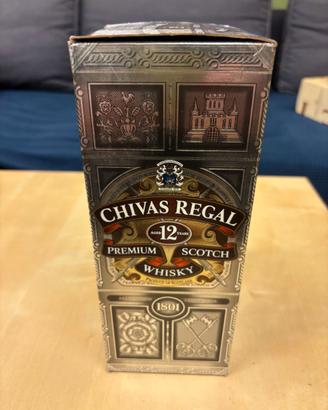 CHIVAS REGAL
AGED 12 YEARS
PREMIUM SCOTCH
WHISKY
1801